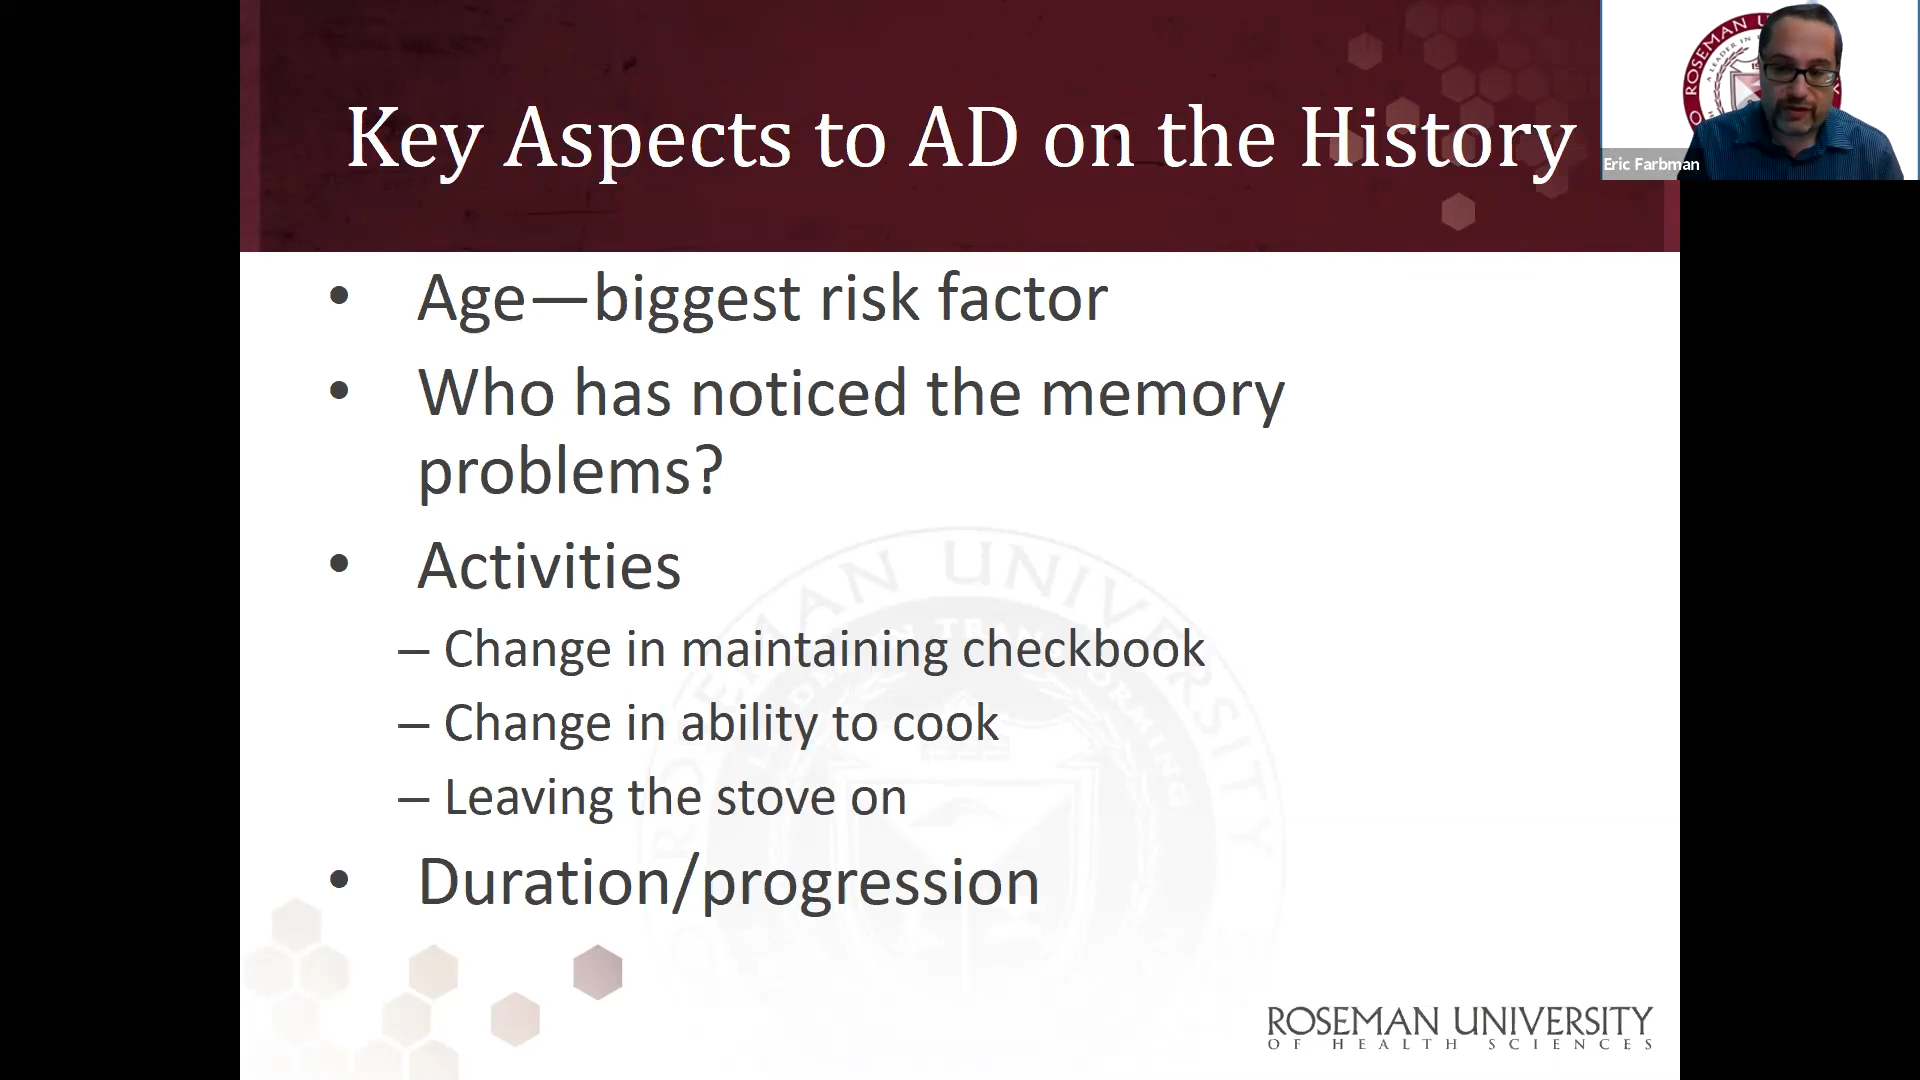 Key Aspects to AD on the History
Eric Farbman
• Age—biggest risk factor
• Who has noticed the memory
problems?
• Activities
– Change in maintaining checkbook
– Change in ability to cook
– Leaving the stove on
• Duration/progression
ROSEMAN UNIVERSITY
OF HEALTH SCIENCES